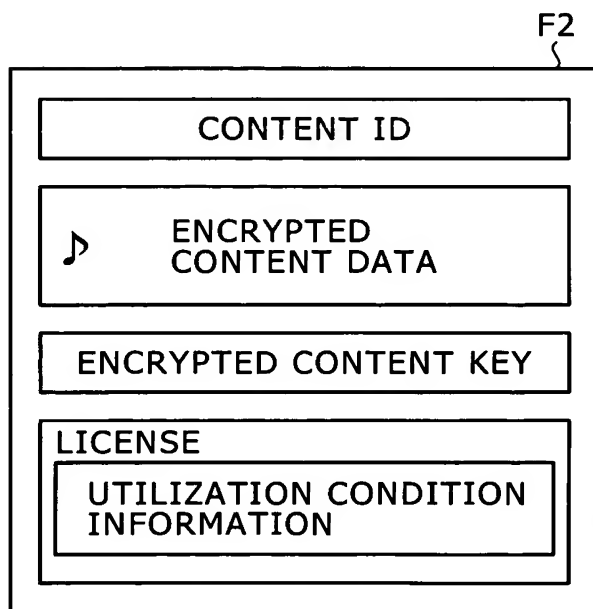 F2
CONTENT ID
♪ ENCRYPTED
CONTENT DATA
ENCRYPTED CONTENT KEY
LICENSE
UTILIZATION CONDITION
INFORMATION